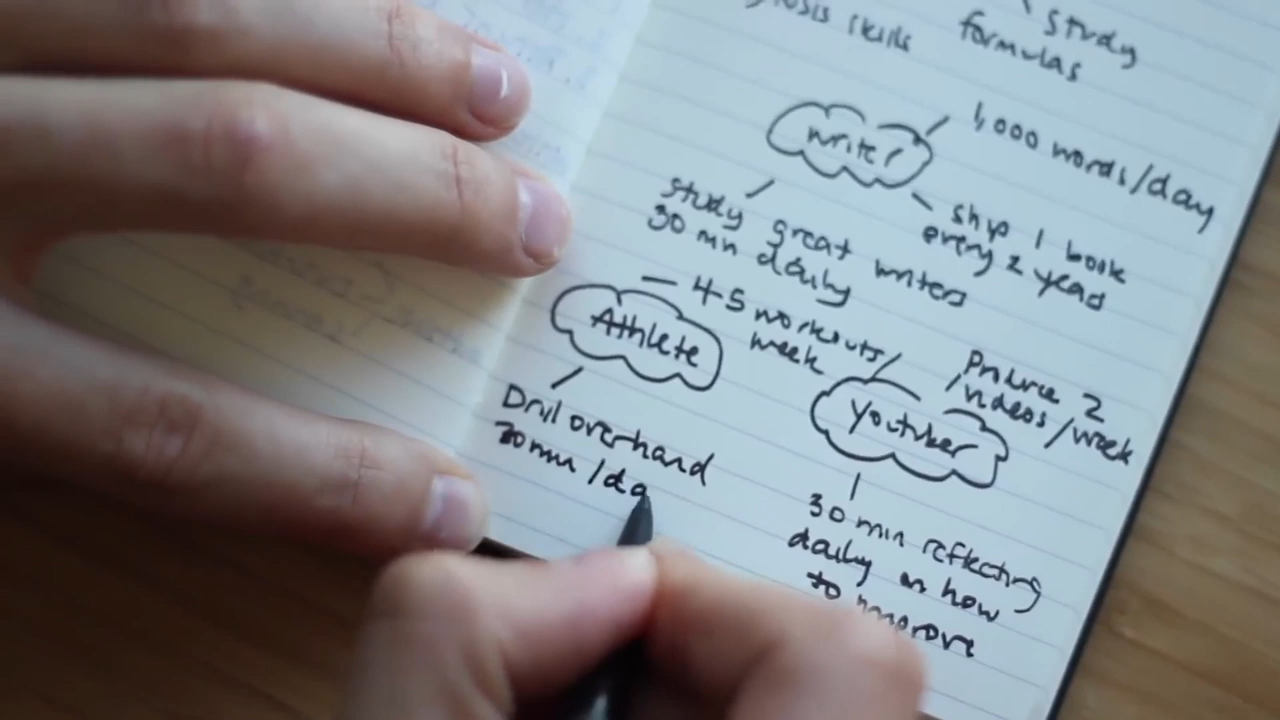 study
formulas
skills
writer
1,000 words/day
ship 1 book
every 2 years
study great writers
30 min daily
Athlete
4-5 workouts/
week
Drill overhand
30 min /da
Youtuber
Produce 2
videos/week
30 min reflecting
daily on how
to improve